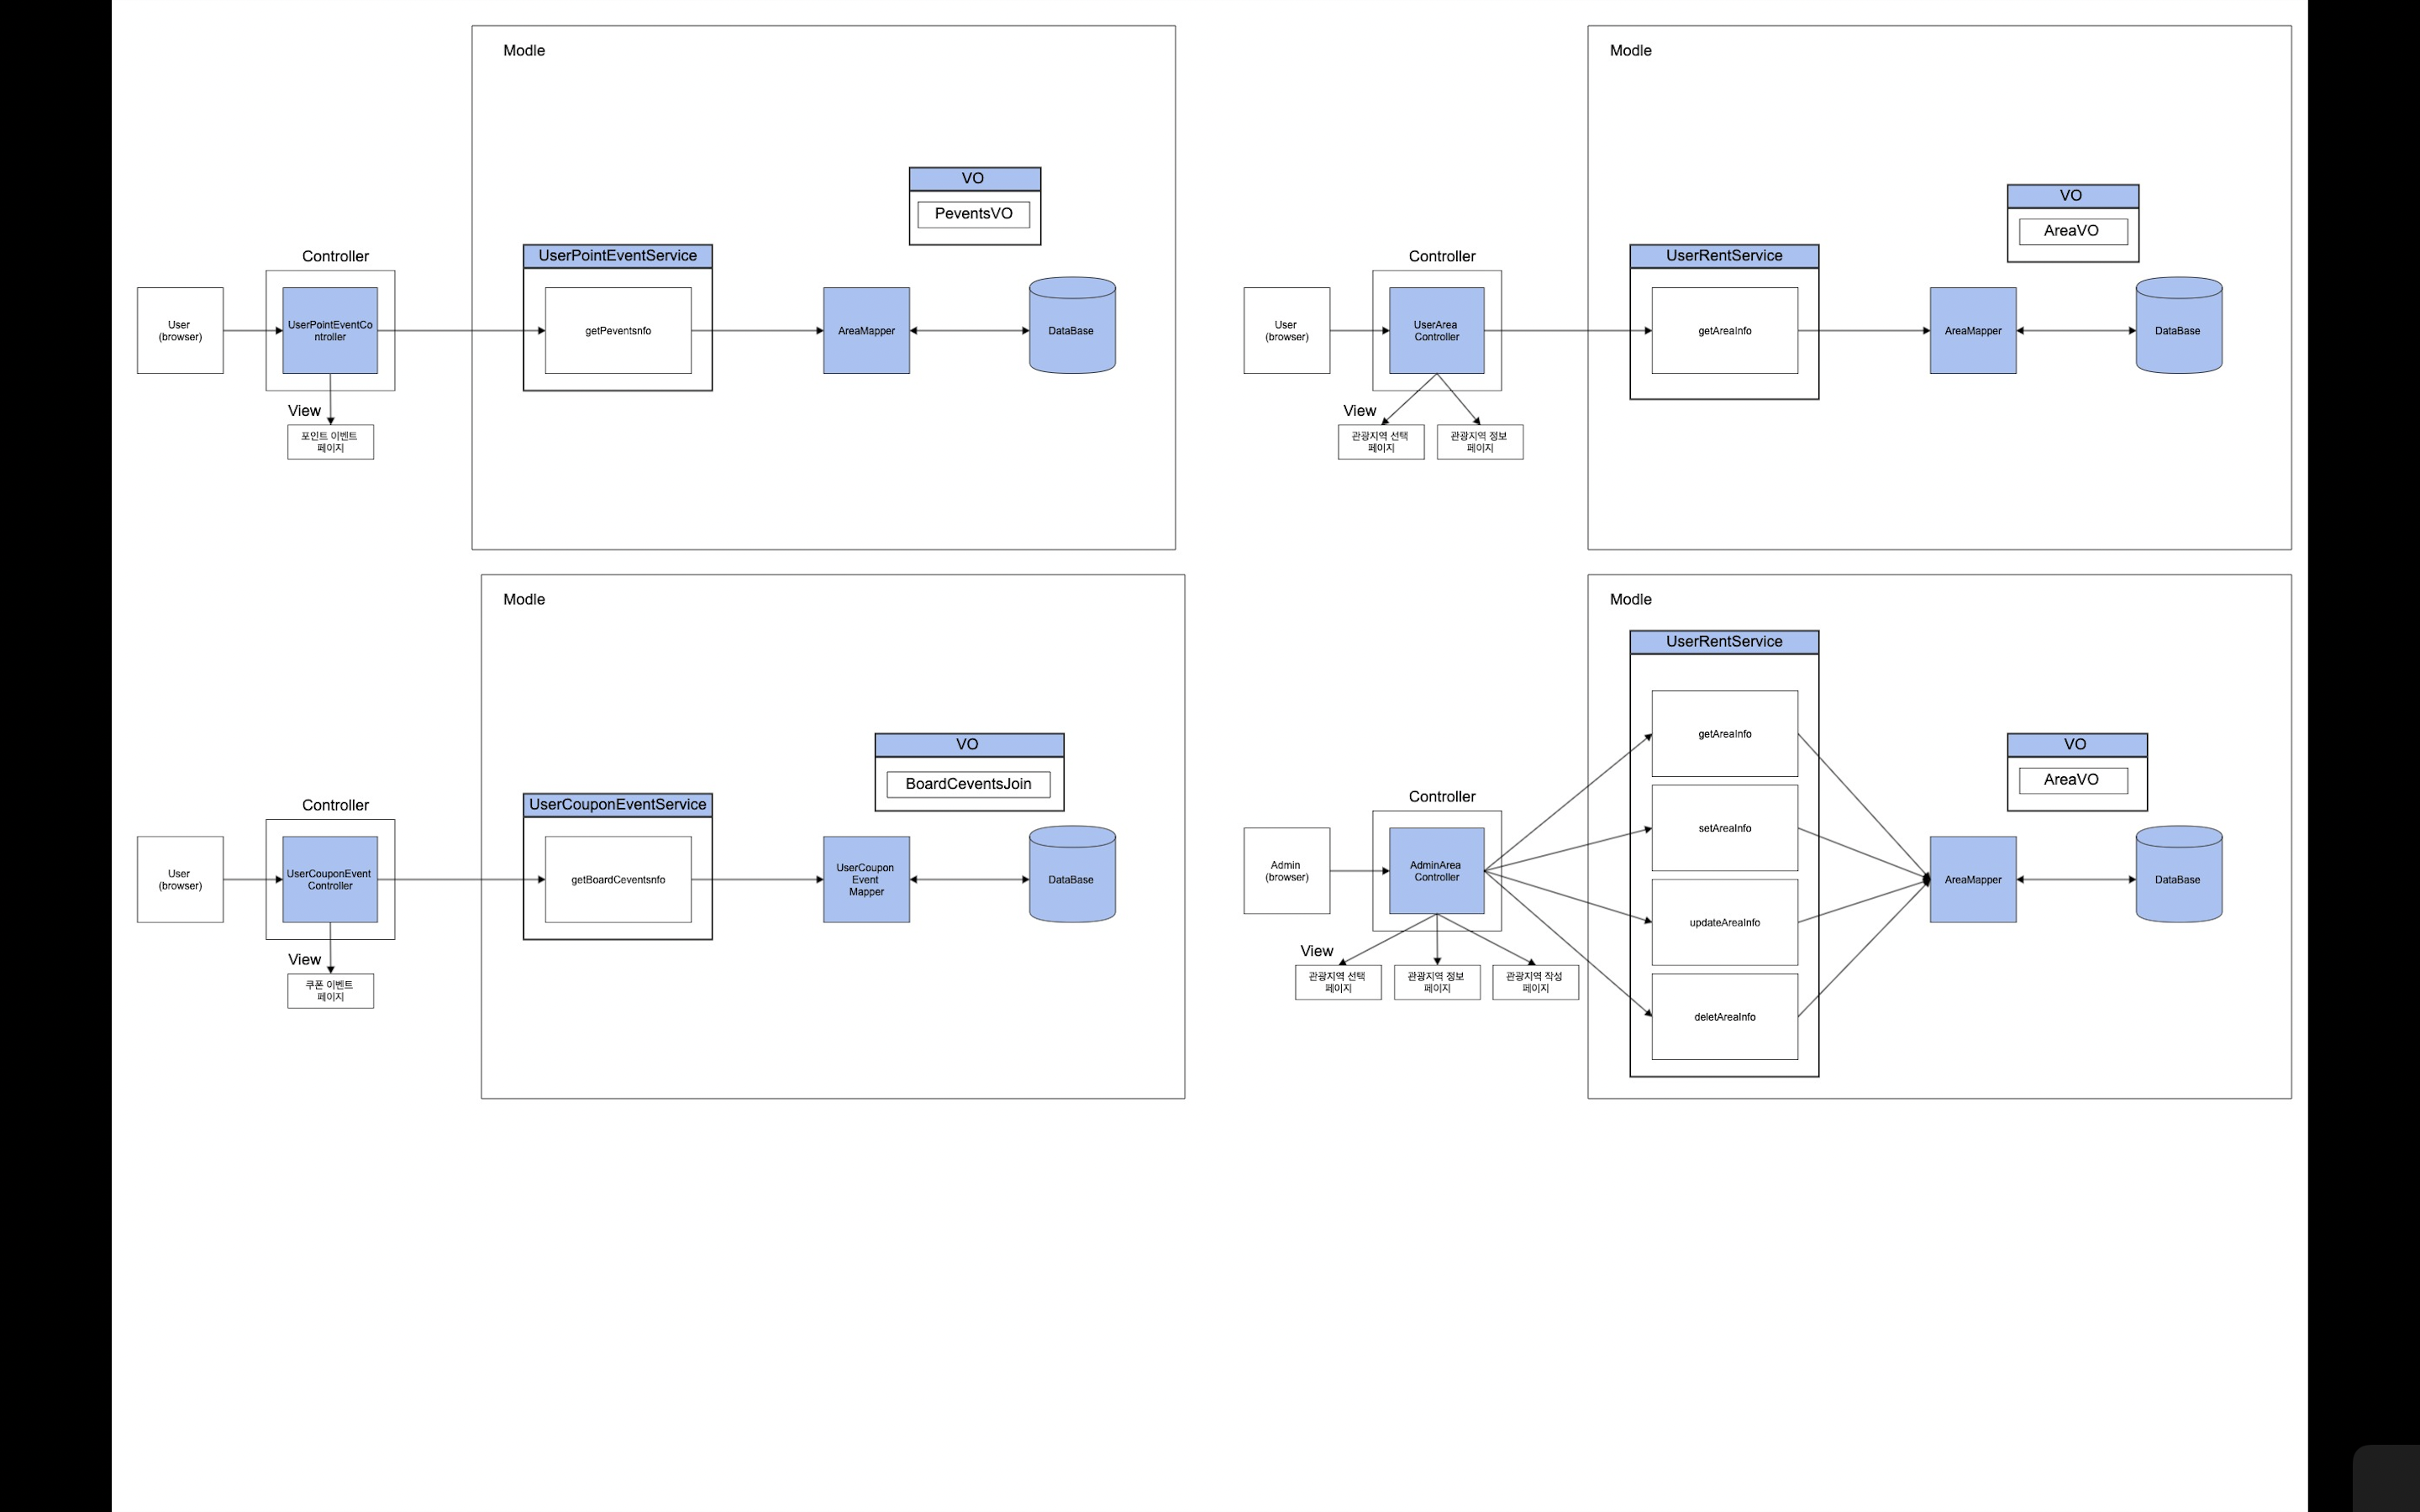 Modle
VO
PeventsVO
Controller
UserPointEventService
User
(browser)
UserPointEventCo
ntroller
getPeventsnfo
AreaMapper
DataBase
View
포인트 이벤트
페이지
Modle
VO
AreaVO
Controller
UserRentService
User
(browser)
UserArea
Controller
getAreaInfo
AreaMapper
DataBase
View
관광지역 선택
페이지
관광지역 정보
페이지
Modle
VO
BoardCeventsJoin
Controller
UserCouponEventService
User
(browser)
UserCouponEvent
Controller
getBoardCeventsnfo
UserCoupon
Event
Mapper
DataBase
View
쿠폰 이벤트
페이지
Modle
UserRentService
getAreaInfo
VO
AreaVO
Controller
setAreaInfo
Admin
(browser)
AdminArea
Controller
AreaMapper
DataBase
updateAreaInfo
View
관광지역 선택
페이지
관광지역 정보
페이지
관광지역 작성
페이지
deletAreaInfo